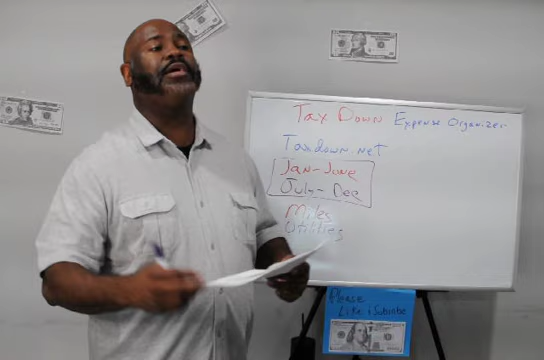 Tax Down Expense Organizer
Taxdown.net
Jan-June
July-Dec
Miles
Utilities
Please
Like & Subscribe